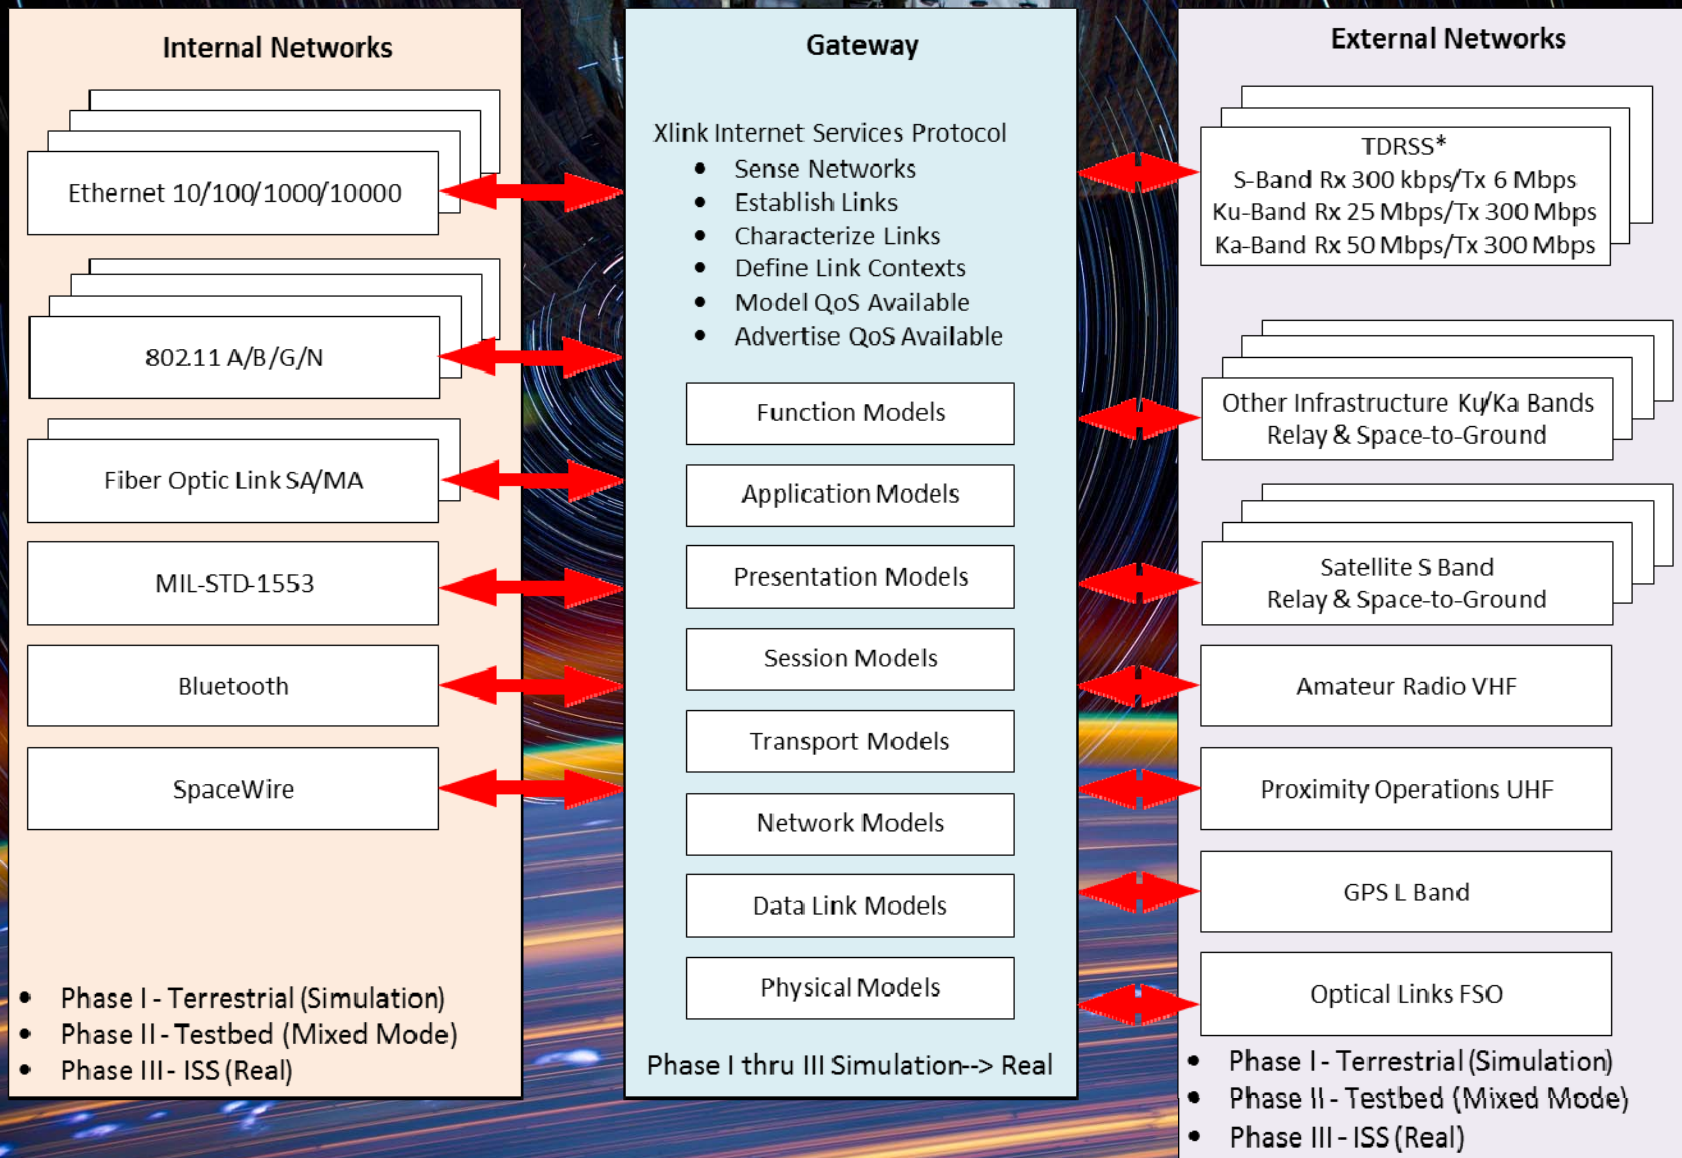 Internal Networks
Ethernet 10/100/1000/10000
802.11 A/B/G/N
Fiber Optic Link SA/MA
MIL-STD-1553
Bluetooth
SpaceWire
• Phase I - Terrestrial (Simulation)
• Phase II - Testbed (Mixed Mode)
• Phase III - ISS (Real)
Gateway
Xlink Internet Services Protocol
• Sense Networks
• Establish Links
• Characterize Links
• Define Link Contexts
• Model QoS Available
• Advertise QoS Available
Function Models
Application Models
Presentation Models
Session Models
Transport Models
Network Models
Data Link Models
Physical Models
Phase I thru III Simulation--> Real
External Networks
TDRSS*
S-Band Rx 300 kbps/Tx 6 Mbps
Ku-Band Rx 25 Mbps/Tx 300 Mbps
Ka-Band Rx 50 Mbps/Tx 300 Mbps
Other Infrastructure Ku/Ka Bands
Relay & Space-to-Ground
Satellite S Band
Relay & Space-to-Ground
Amateur Radio VHF
Proximity Operations UHF
GPS L Band
Optical Links FSO
• Phase I - Terrestrial (Simulation)
• Phase II - Testbed (Mixed Mode)
• Phase III - ISS (Real)